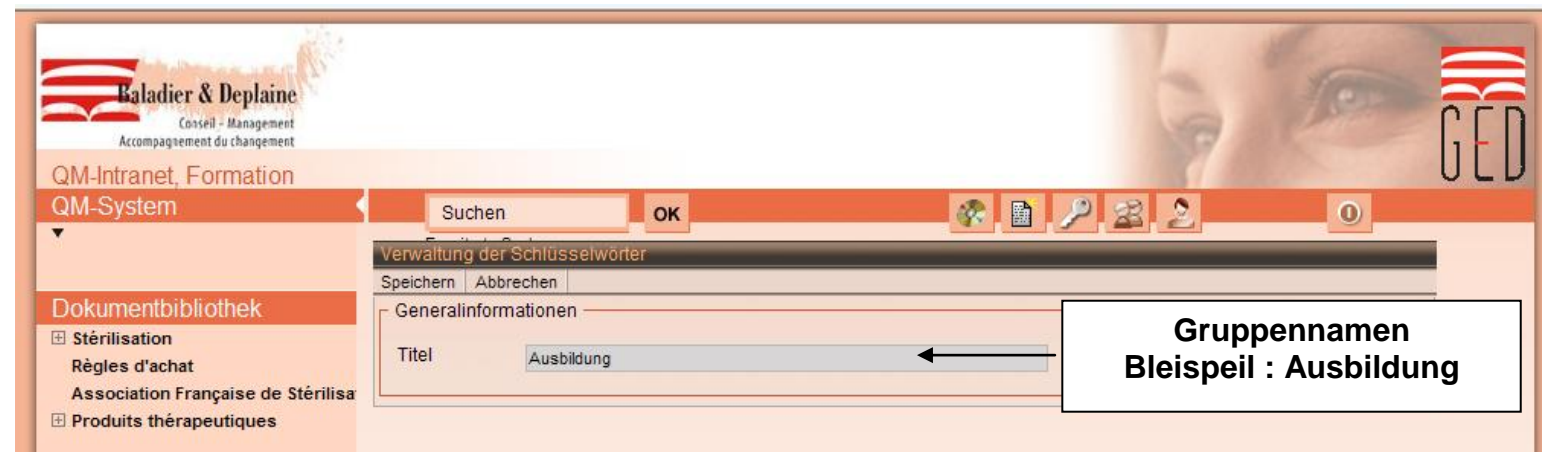 Baladier & Deplaine
Conseil - Management
Accompagnement du changement
GED
QM-Intranet, Formation
QM-System
Suchen
OK
Verwaltung der Schlüsselwörter
Speichern Abbrechen
Dokumentbibliothek
Generalinformationen
Stérilisation
Titel
Ausbildung
Règles d'achat
Association Française de Stérilisa
Produits thérapeutiques
Gruppennamen
Bleispeil : Ausbildung